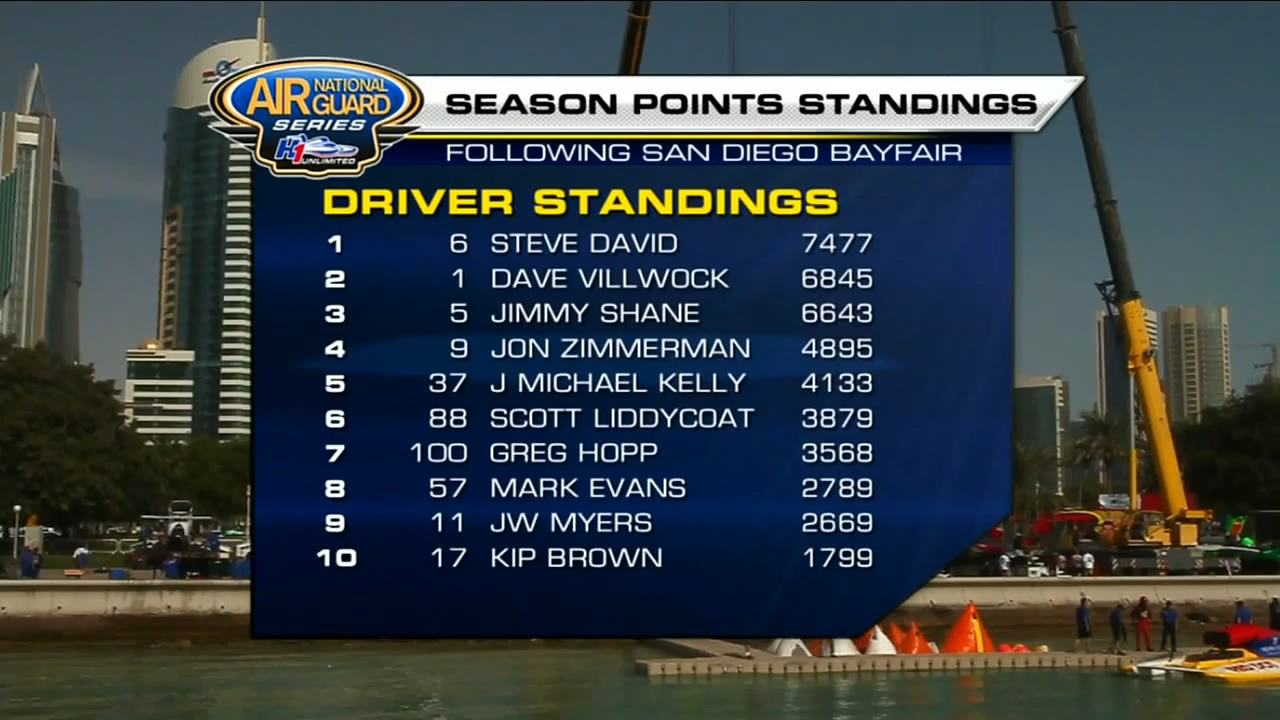 AIR NATIONAL GUARD
SERIES
H1 UNLIMITED
SEASON POINTS STANDINGS
FOLLOWING SAN DIEGO BAYFAIR
DRIVER STANDINGS
1 6 STEVE DAVID 7477
2 1 DAVE VILLWOCK 6845
3 5 JIMMY SHANE 6643
4 9 JON ZIMMERMAN 4895
5 37 J MICHAEL KELLY 4133
6 88 SCOTT LIDDYCOAT 3879
7 100 GREG HOPP 3568
8 57 MARK EVANS 2789
9 11 JW MYERS 2669
10 17 KIP BROWN 1799